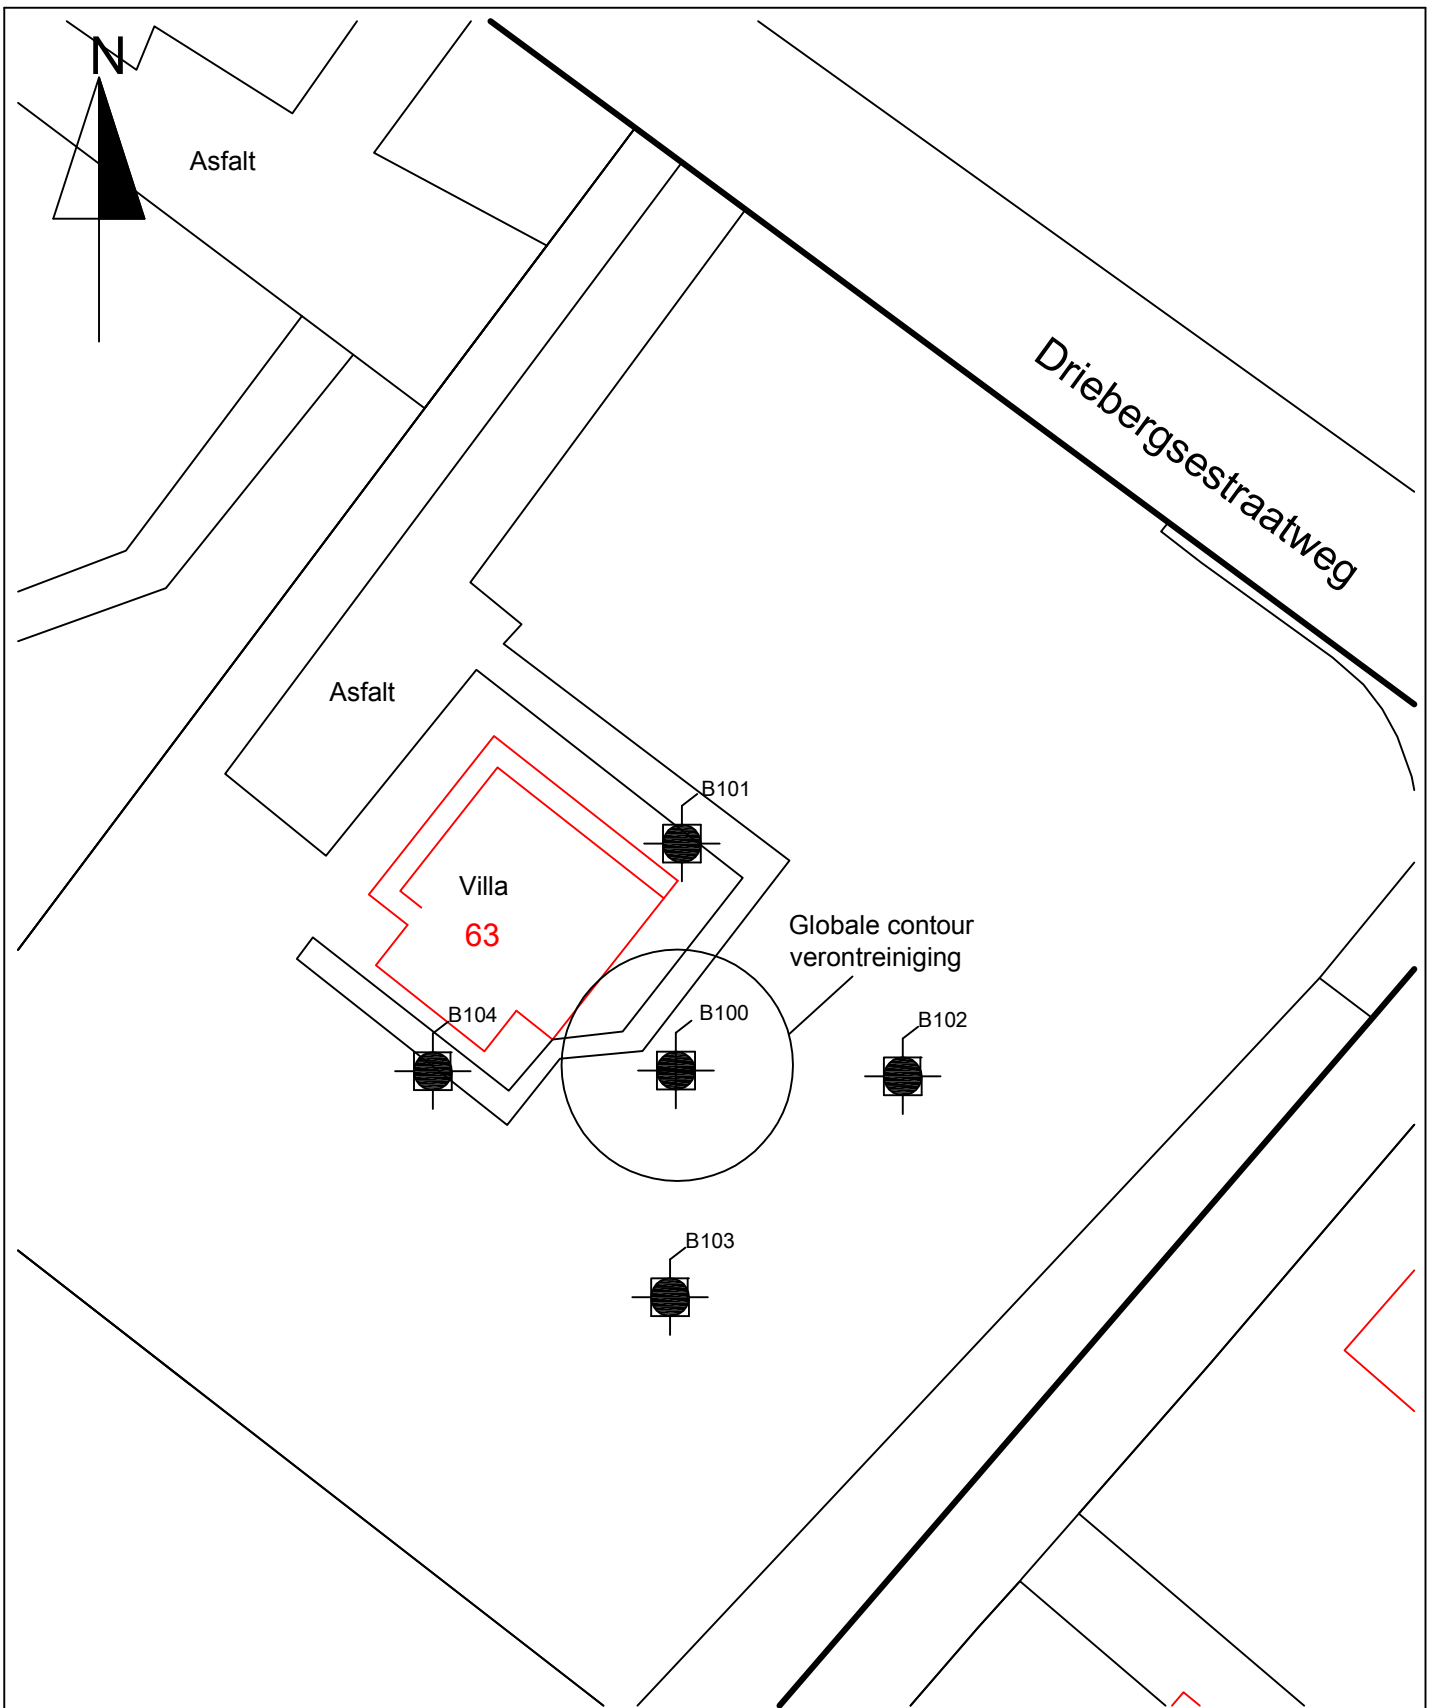 N
Asfalt
Driebergsestraatweg
Asfalt
B101
Villa
63
Globale contour
verontreiniging
B104
B100
B102
B103